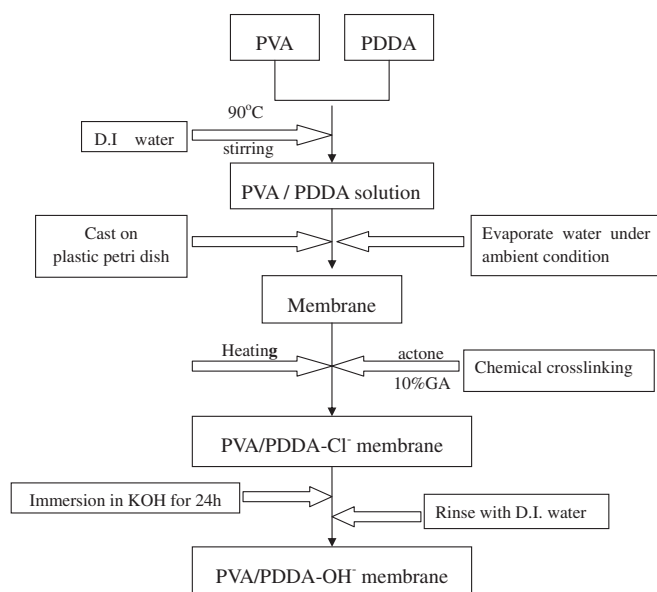 PVA
PDDA
90°C
D.I water
stirring
PVA / PDDA solution
Cast on
plastic petri dish
Evaporate water under
ambient condition
Membrane
Heating
actone
10%GA
Chemical crosslinking
PVA/PDDA-Cl⁻ membrane
Immersion in KOH for 24h
Rinse with D.I. water
PVA/PDDA-OH⁻ membrane